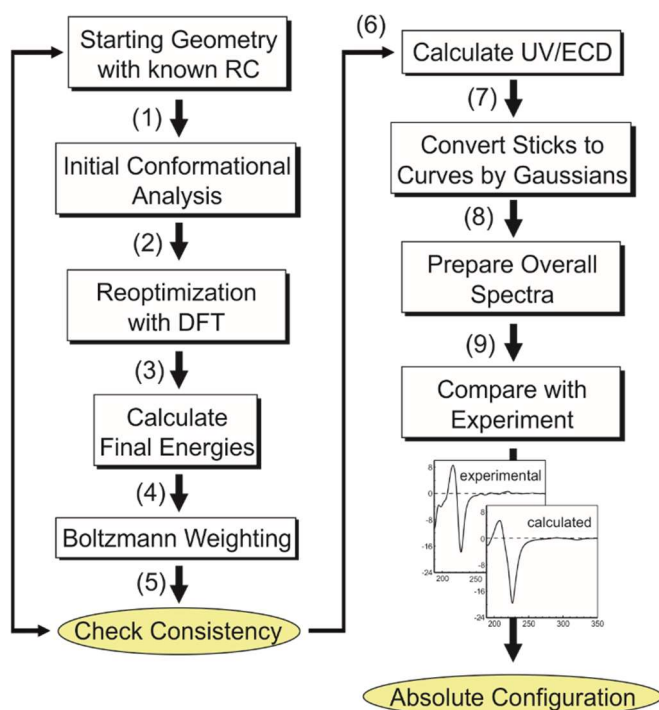 Starting Geometry
with known RC
(1)
Initial Conformational
Analysis
(2)
Reoptimization
with DFT
(3)
Calculate
Final Energies
(4)
Boltzmann Weighting
(5)
Check Consistency
(6)
Calculate UV/ECD
(7)
Convert Sticks to
Curves by Gaussians
(8)
Prepare Overall
Spectra
(9)
Compare with
Experiment
experimental
8
0
-8
-16
-24
200
250
calculated
8
0
-8
-16
-24
200
250
300
350
Absolute Configuration